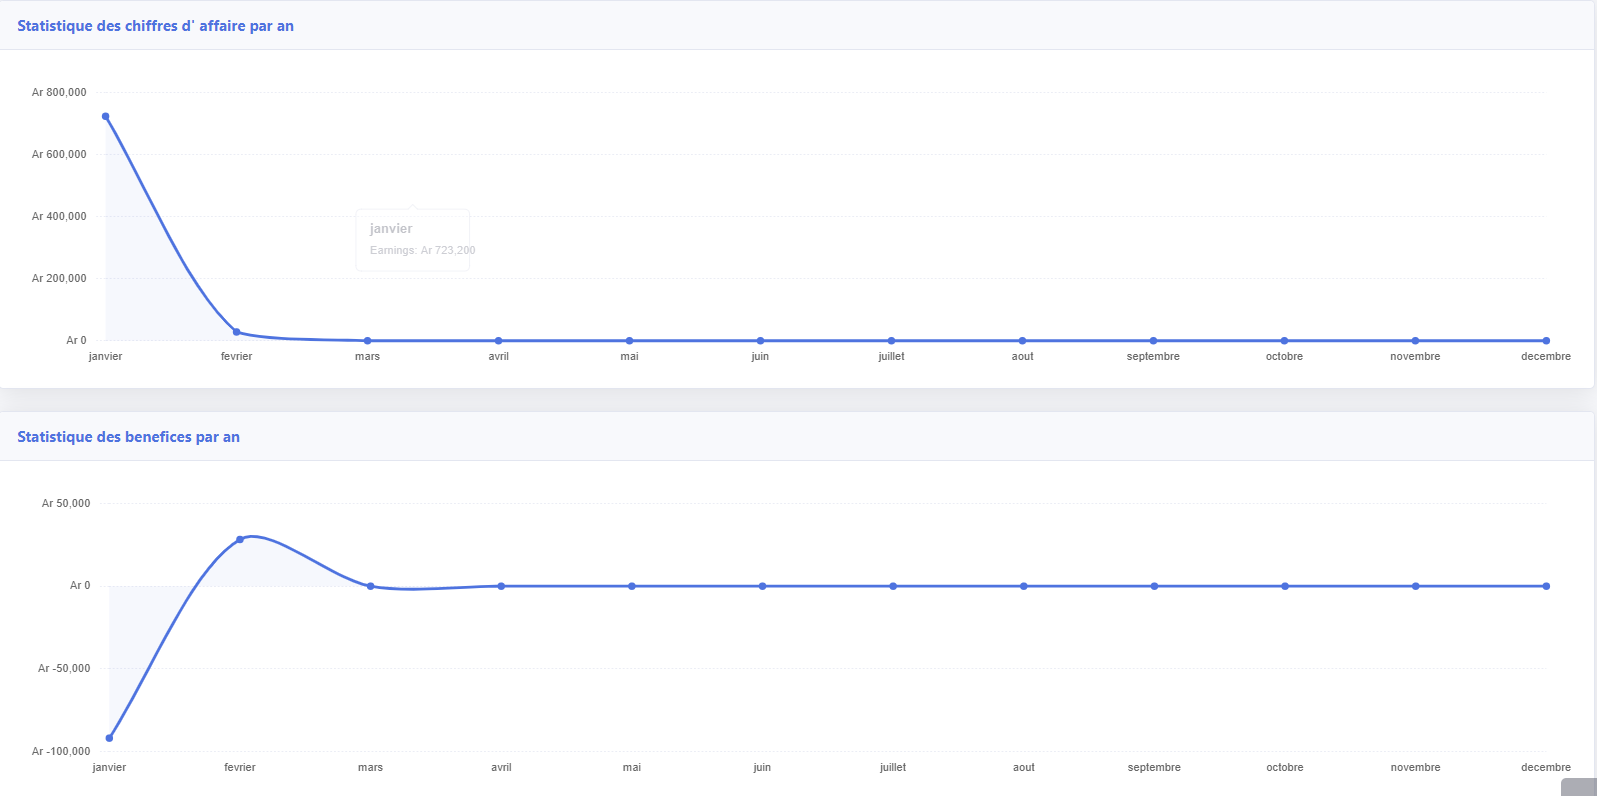 Statistique des chiffres d' affaire par an
Ar 800,000
Ar 600,000
Ar 400,000
Ar 200,000
Ar 0
janvier
Earnings: Ar 723,200
janvier fevrier mars avril mai juin juillet aout septembre octobre novembre decembre
Statistique des benefices par an
Ar 50,000
Ar 0
Ar -50,000
Ar -100,000
janvier fevrier mars avril mai juin juillet aout septembre octobre novembre decembre